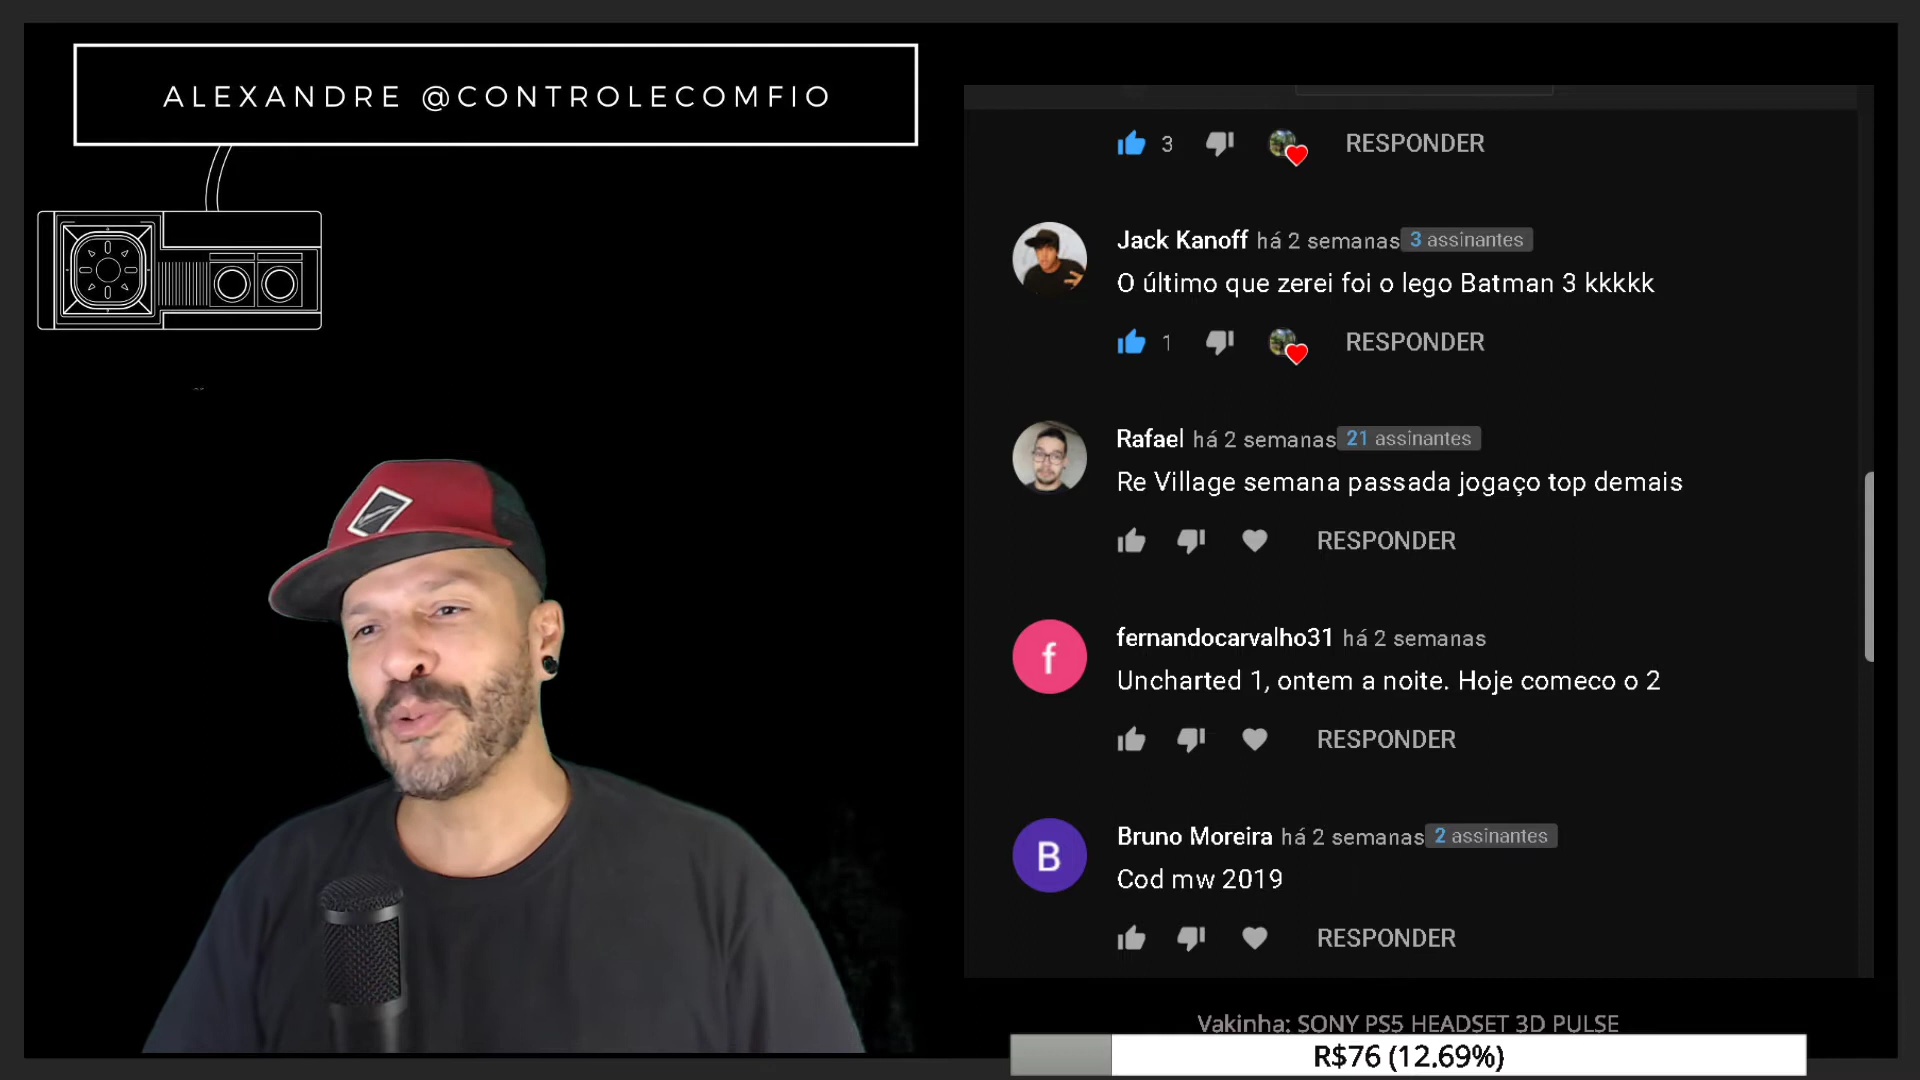 ALEXANDRE @CONTROLECOMFIO
3 RESPONDER
Jack Kanoff há 2 semanas 3 assinantes
O último que zerei foi o lego Batman 3 kkkkk
1 RESPONDER
Rafael há 2 semanas 21 assinantes
Re Village semana passada jogaço top demais
RESPONDER
f
fernandocarvalho31 há 2 semanas
Uncharted 1, ontem a noite. Hoje comeco o 2
RESPONDER
B
Bruno Moreira há 2 semanas 2 assinantes
Cod mw 2019
RESPONDER
Vakinha: SONY PS5 HEADSET 3D PULSE
R$76 (12.69%)